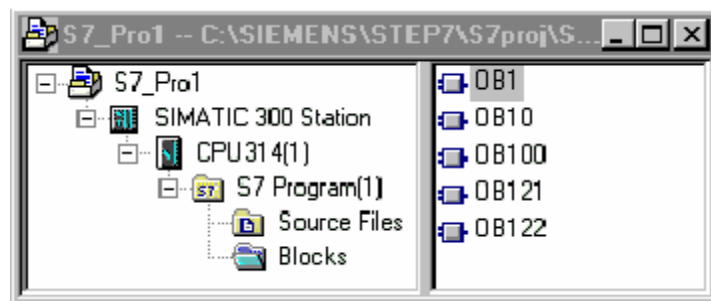 S7_Pro1 -- C:\SIEMENS\STEP7\S7proj\S...
S7_Pro1
SIMATIC 300 Station
CPU314(1)
S7 Program(1)
Source Files
Blocks
OB1
OB10
OB100
OB121
OB122